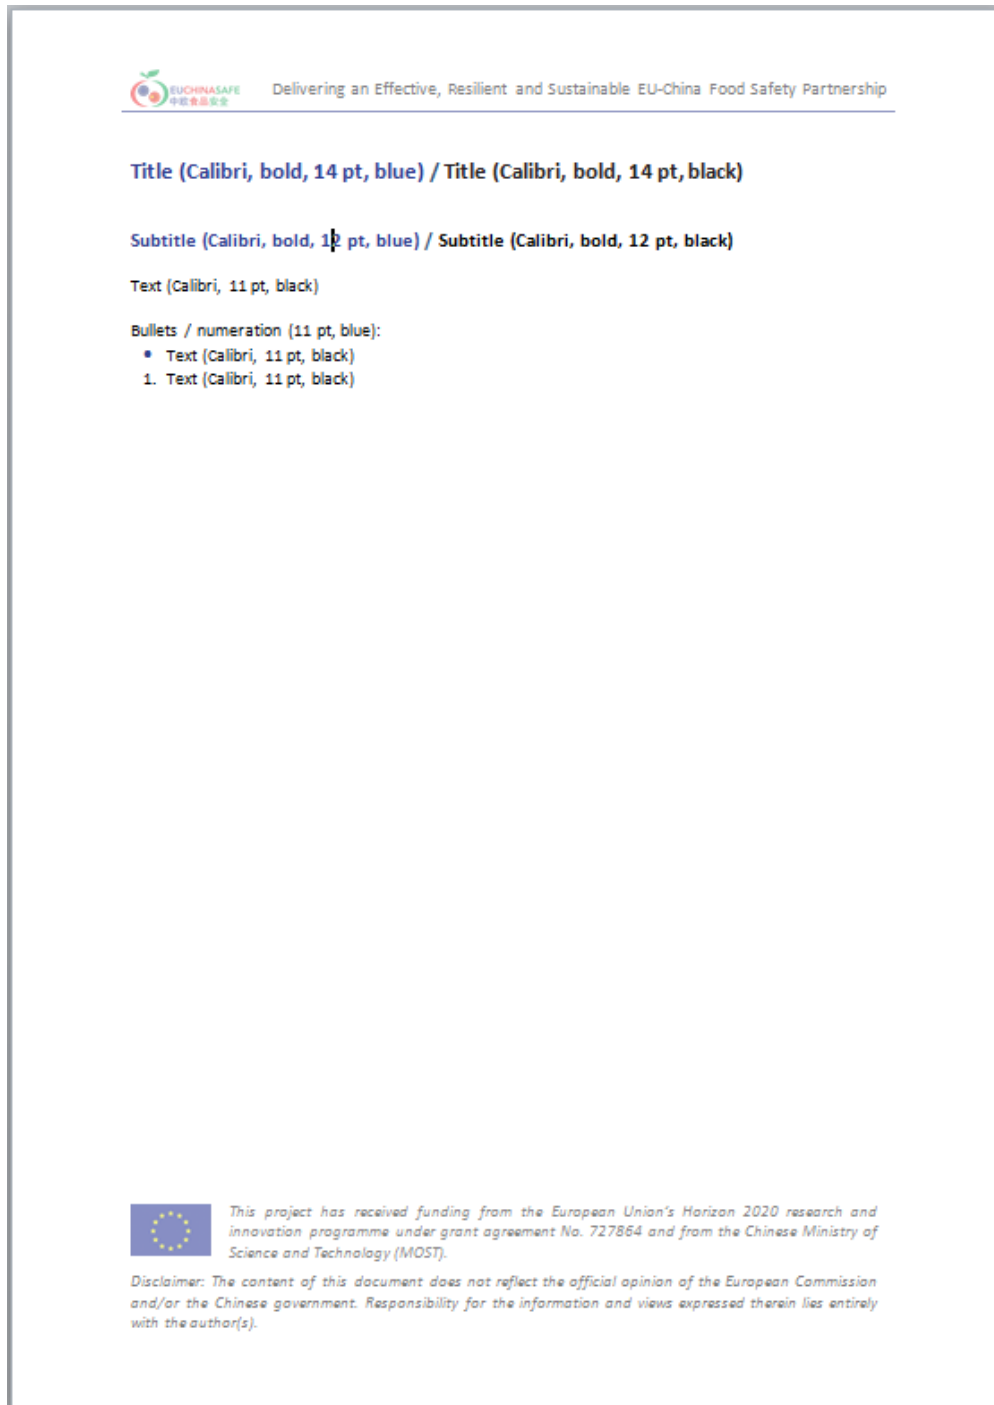 EUCHINASAFE
中欧食品安全
Delivering an Effective, Resilient and Sustainable EU-China Food Safety Partnership
Title (Calibri, bold, 14 pt, blue) / Title (Calibri, bold, 14 pt, black)
Subtitle (Calibri, bold, 12 pt, blue) / Subtitle (Calibri, bold, 12 pt, black)
Text (Calibri, 11 pt, black)
Bullets / numeration (11 pt, blue):
• Text (Calibri, 11 pt, black)
1. Text (Calibri, 11 pt, black)
This project has received funding from the European Union's Horizon 2020 research and
innovation programme under grant agreement No. 727864 and from the Chinese Ministry of
Science and Technology (MOST).
Disclaimer: The content of this document does not reflect the official opinion of the European Commission
and/or the Chinese government. Responsibility for the information and views expressed therein lies entirely
with the author(s).